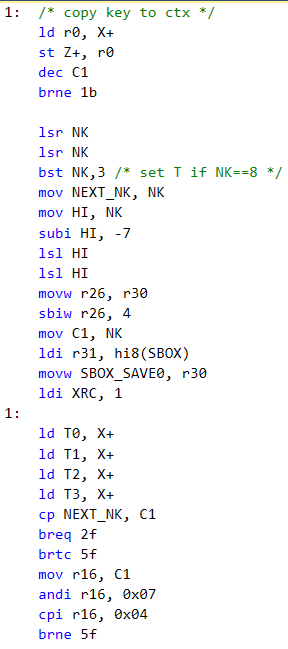 1: /* copy key to ctx */
ld r0, X+
st Z+, r0
dec C1
brne 1b
lsr NK
lsr NK
bst NK,3 /* set T if NK==8 */
mov NEXT_NK, NK
mov HI, NK
subi HI, -7
lsl HI
lsl HI
movw r26, r30
sbiw r26, 4
mov C1, NK
ldi r31, hi8(SBOX)
movw SBOX_SAVE0, r30
ldi XRC, 1
1:
ld T0, X+
ld T1, X+
ld T2, X+
ld T3, X+
cp NEXT_NK, C1
breq 2f
brtc 5f
mov r16, C1
andi r16, 0x07
cpi r16, 0x04
brne 5f